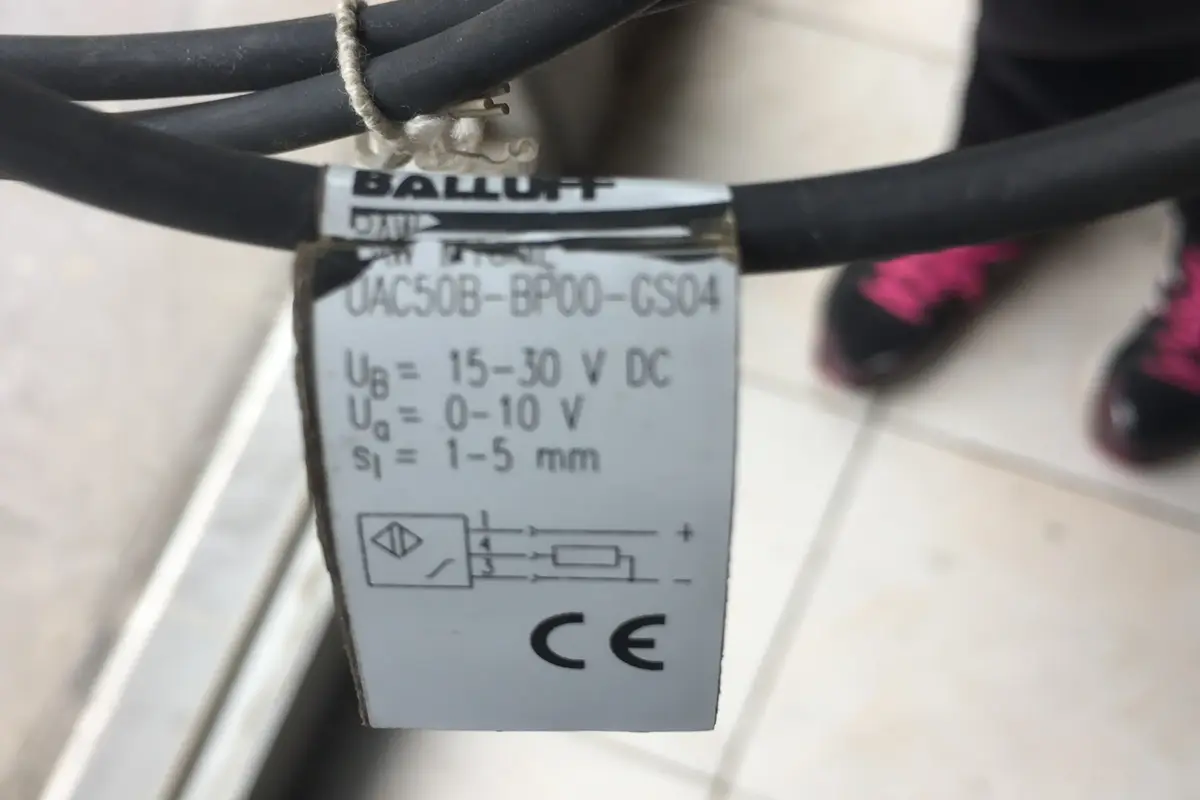 BALLUFF
UAC50B-BP00-GS04
UB = 15-30 V DC
Ua = 0-10 V
sl = 1-5 mm
1
+
4
3
-
CE